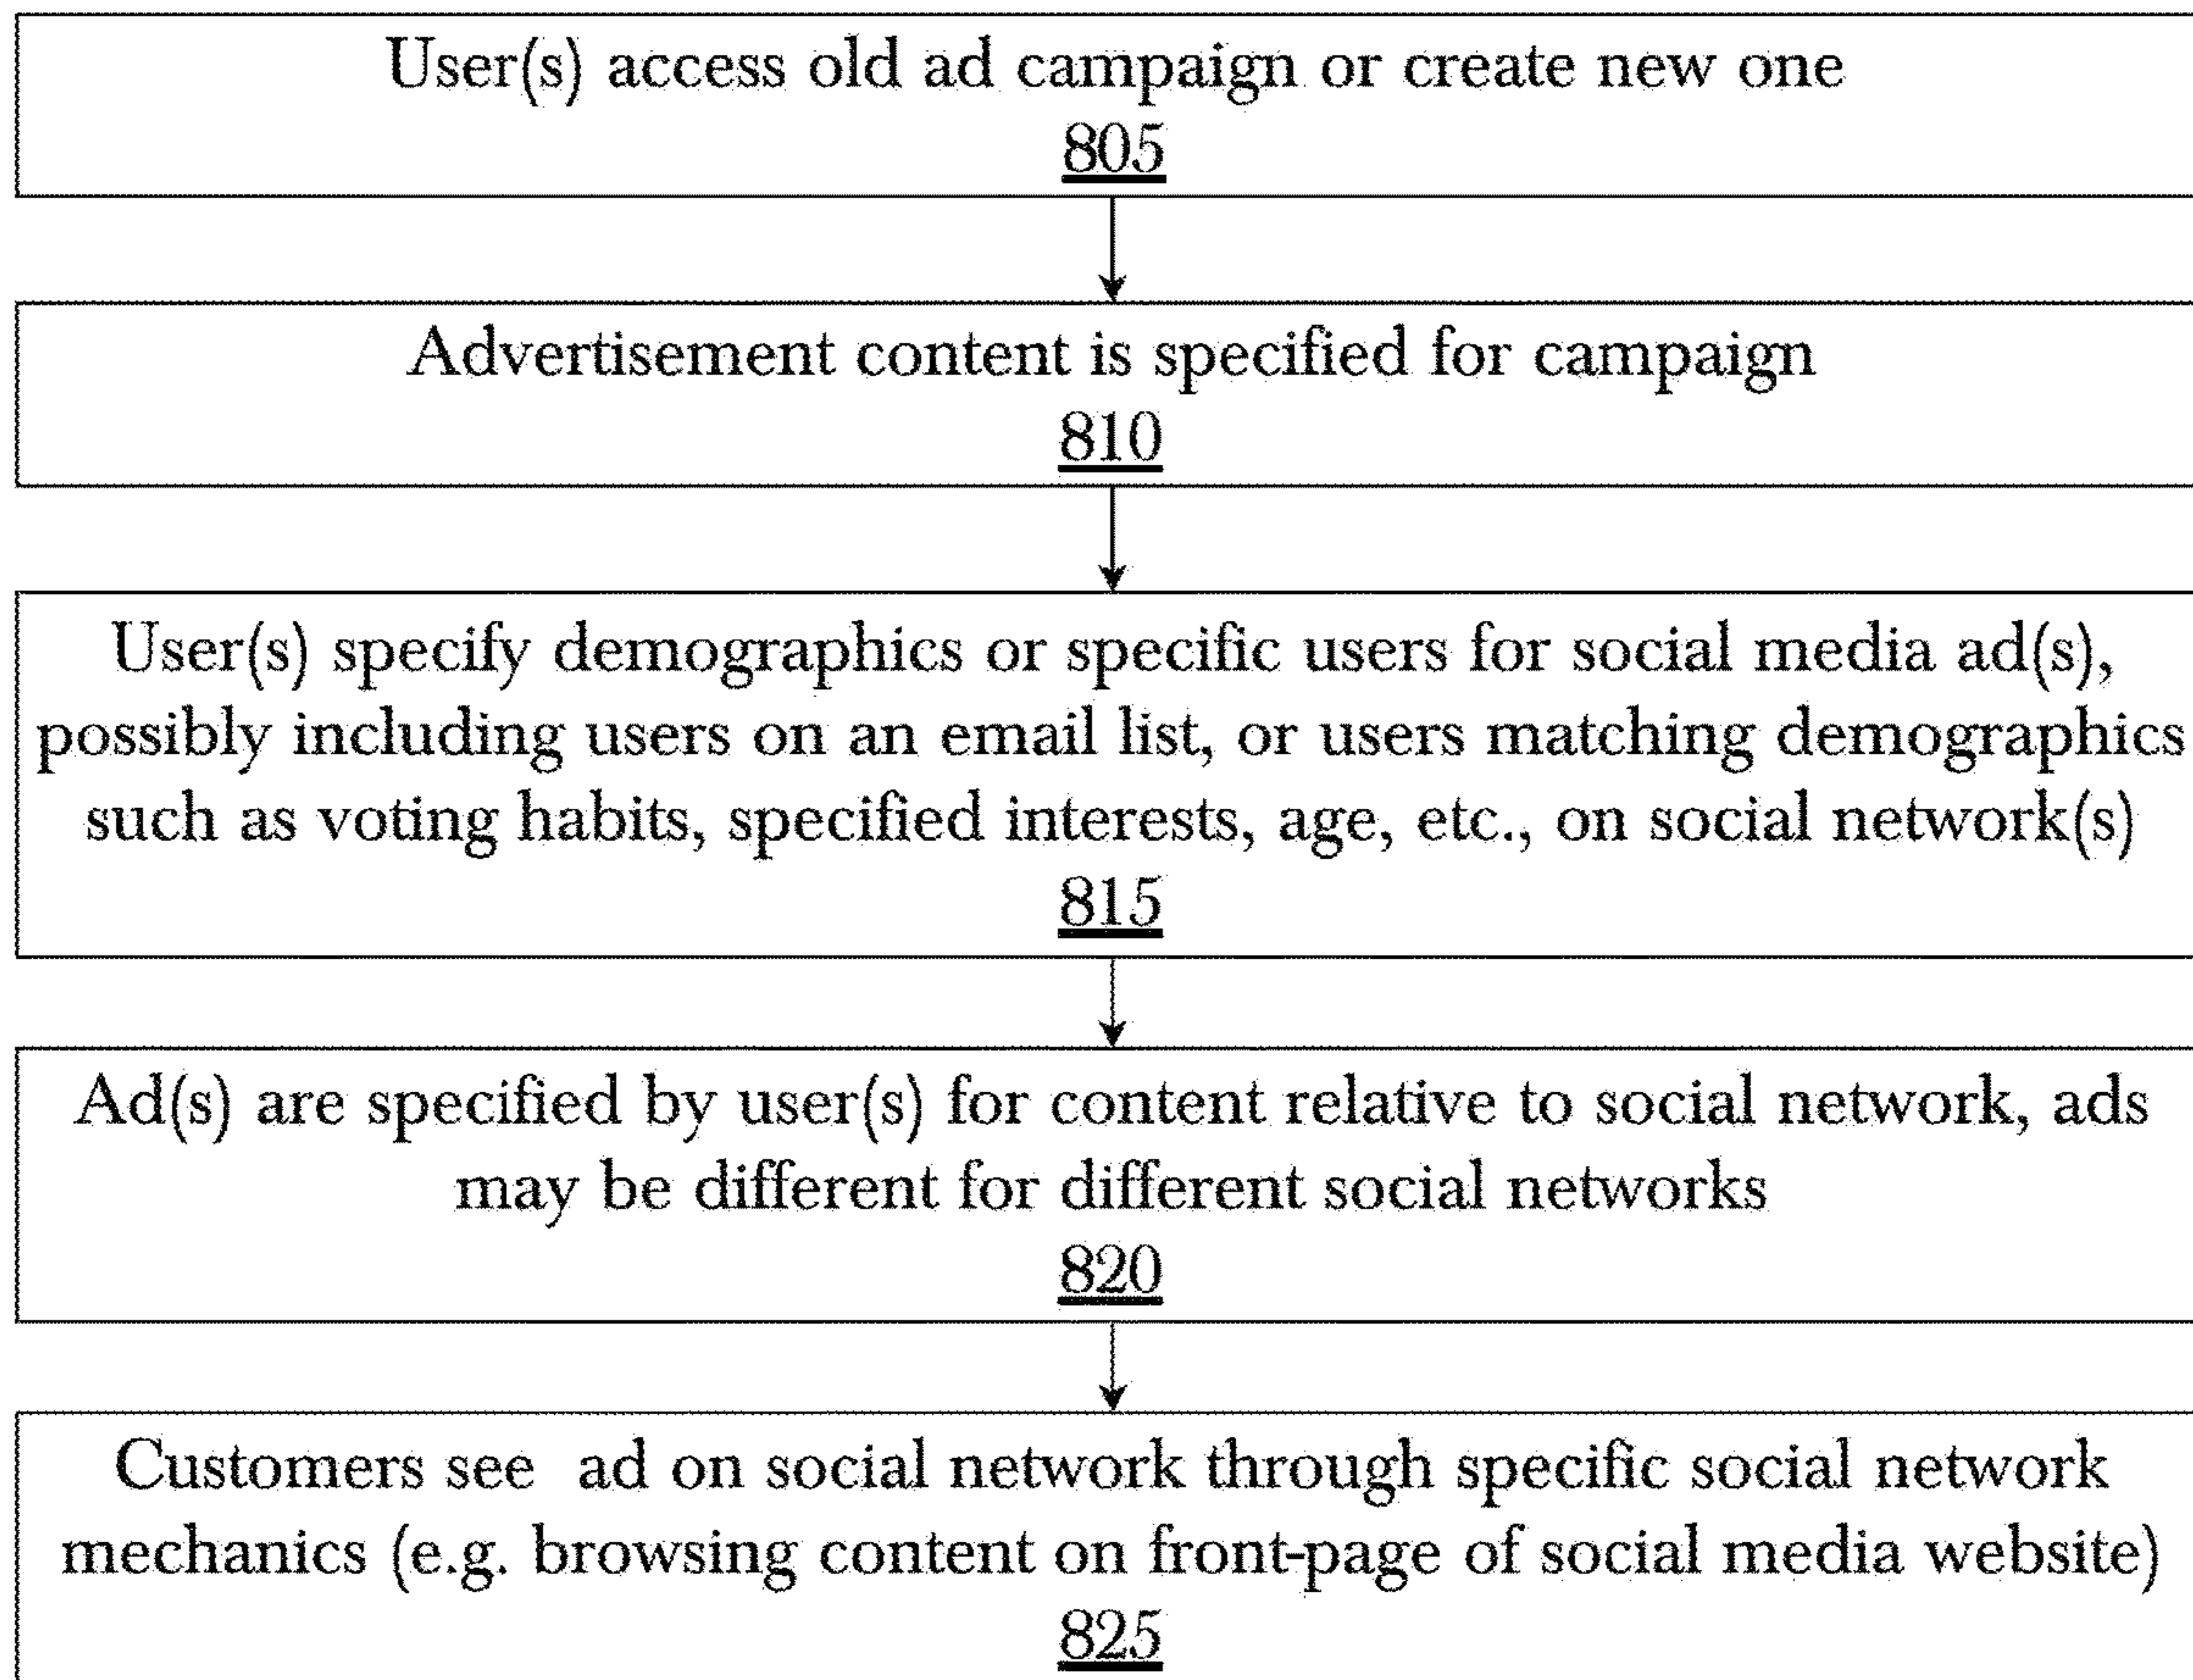 User(s) access old ad campaign or create new one
805
Advertisement content is specified for campaign
810
User(s) specify demographics or specific users for social media ad(s),
possibly including users on an email list, or users matching demographics
such as voting habits, specified interests, age, etc., on social network(s)
815
Ad(s) are specified by user(s) for content relative to social network, ads
may be different for different social networks
820
Customers see ad on social network through specific social network
mechanics (e.g. browsing content on front-page of social media website)
825